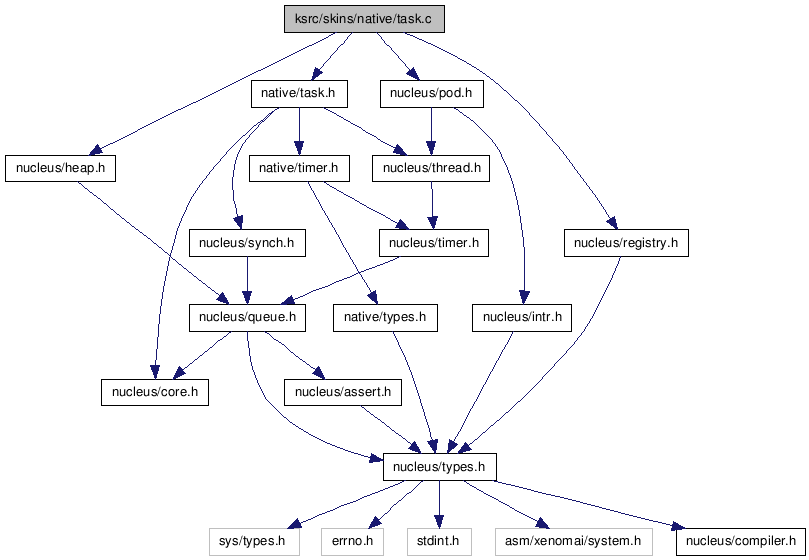 ksrc/skins/native/task.c
native/task.h
nucleus/pod.h
nucleus/heap.h
native/timer.h
nucleus/thread.h
nucleus/synch.h
nucleus/timer.h
nucleus/registry.h
nucleus/queue.h
native/types.h
nucleus/intr.h
nucleus/core.h
nucleus/assert.h
nucleus/types.h
sys/types.h
errno.h
stdint.h
asm/xenomai/system.h
nucleus/compiler.h